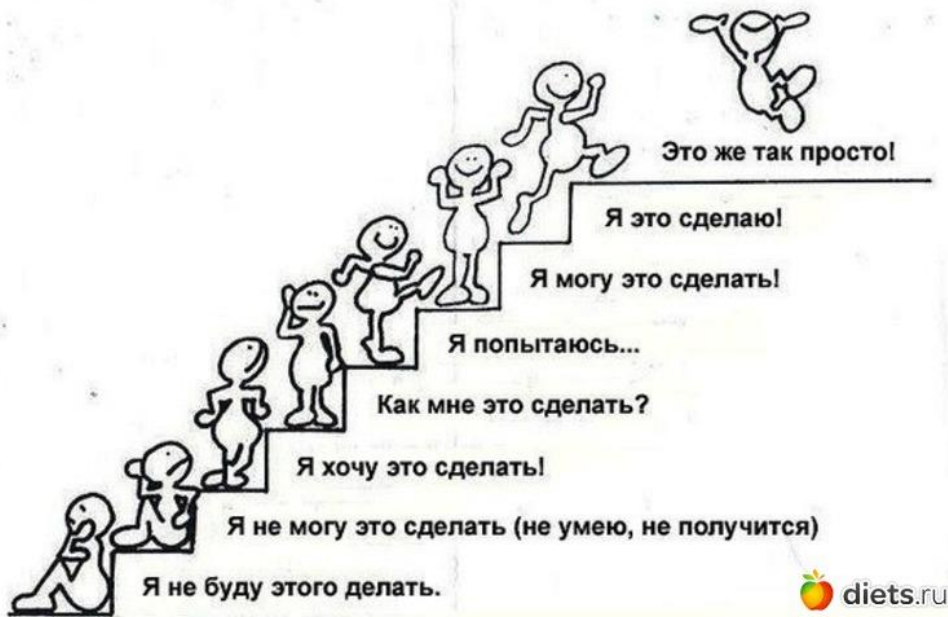 Это же так просто!
Я это сделаю!
Я могу это сделать!
Я попытаюсь...
Как мне это сделать?
Я хочу это сделать!
Я не могу это сделать (не умею, не получится)
Я не буду этого делать.
diets.ru